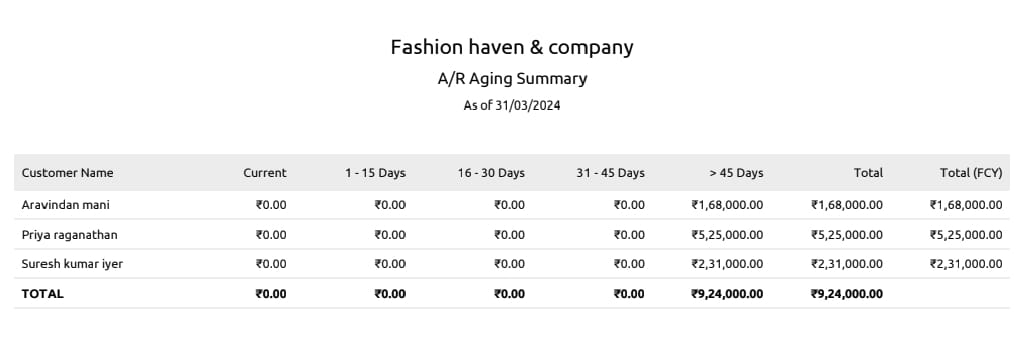 Fashion haven & company
A/R Aging Summary
As of 31/03/2024
Customer Name Current 1 - 15 Days 16 - 30 Days 31 - 45 Days > 45 Days Total Total (FCY)
Aravindan mani ₹0.00 ₹0.00 ₹0.00 ₹0.00 ₹1,68,000.00 ₹1,68,000.00 ₹1,68,000.00
Priya raganathan ₹0.00 ₹0.00 ₹0.00 ₹0.00 ₹5,25,000.00 ₹5,25,000.00 ₹5,25,000.00
Suresh kumar iyer ₹0.00 ₹0.00 ₹0.00 ₹0.00 ₹2,31,000.00 ₹2,31,000.00 ₹2,31,000.00
TOTAL ₹0.00 ₹0.00 ₹0.00 ₹0.00 ₹9,24,000.00 ₹9,24,000.00